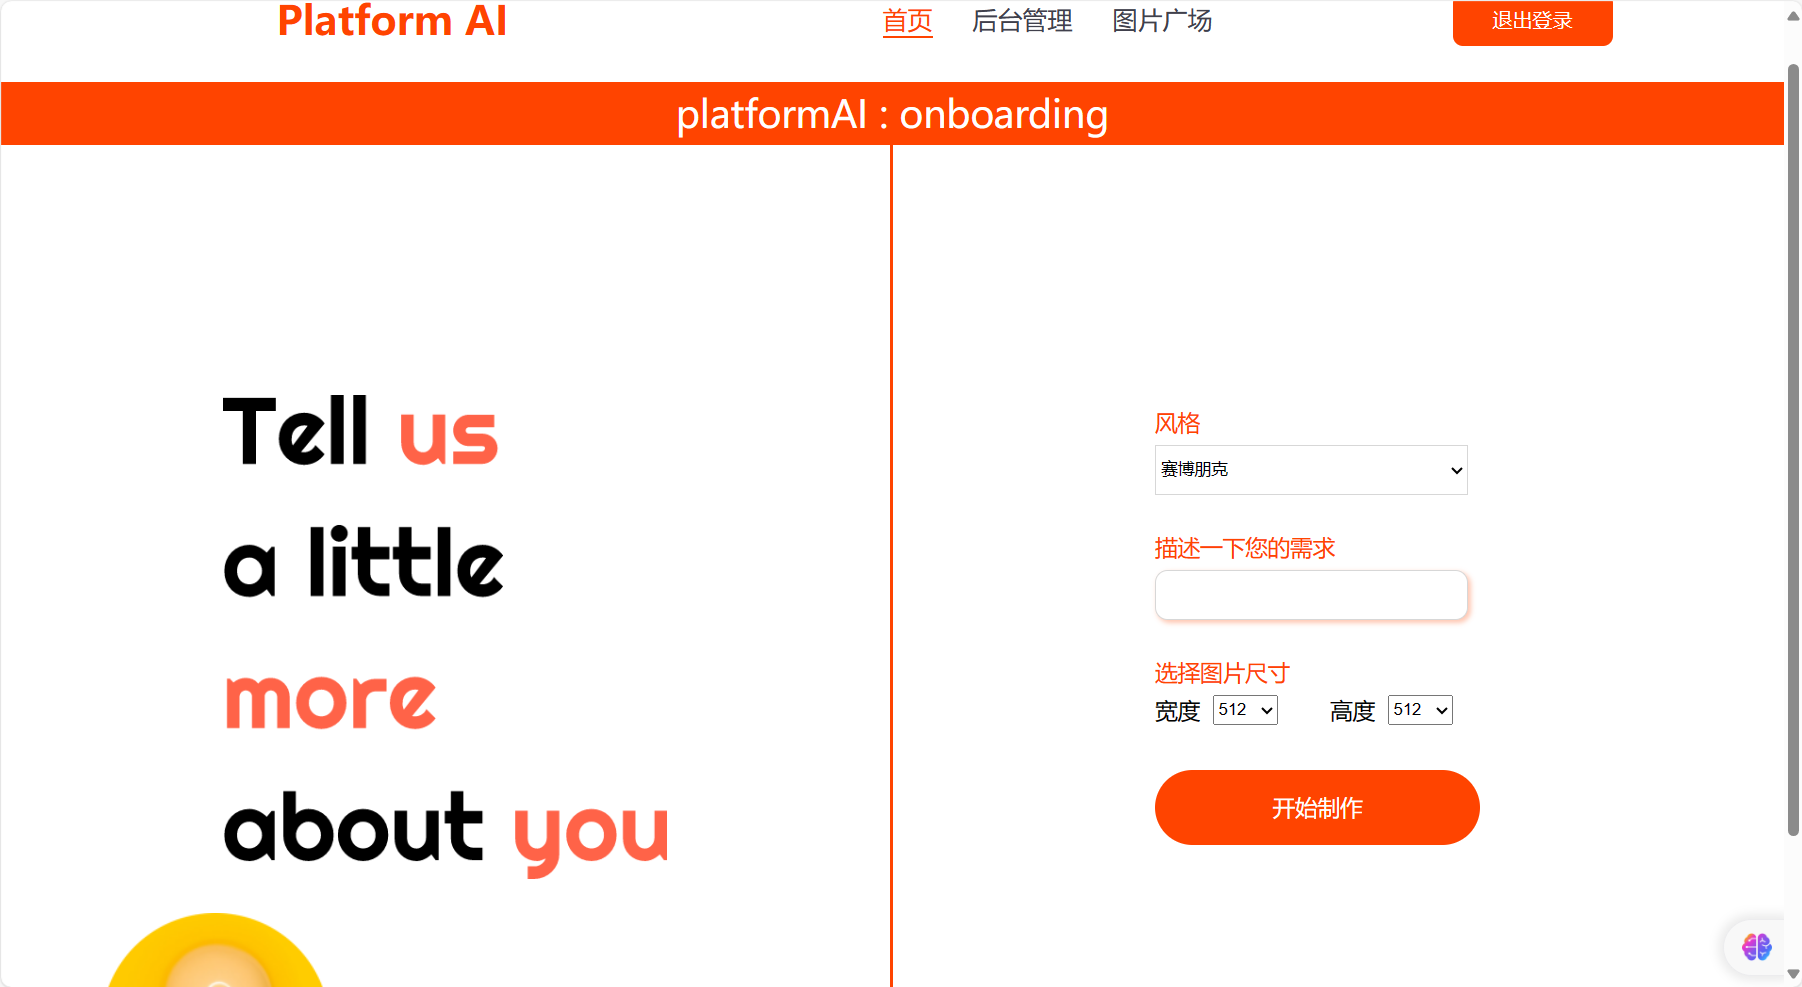 Platform AI
首页 后台管理 图片广场
退出登录
platformAI : onboarding
Tell us
a little
more
about you
风格
赛博朋克
描述一下您的需求
选择图片尺寸
宽度 512 高度 512
开始制作